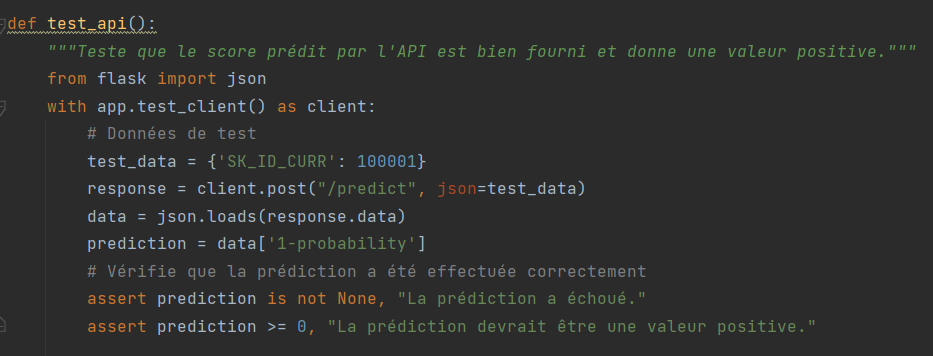 def test_api():
"""Teste que le score prédit par l'API est bien fourni et donne une valeur positive."""
from flask import json
with app.test_client() as client:
# Données de test
test_data = {'SK_ID_CURR': 100001}
response = client.post("/predict", json=test_data)
data = json.loads(response.data)
prediction = data['1-probability']
# Vérifie que la prédiction a été effectuée correctement
assert prediction is not None, "La prédiction a échoué."
assert prediction >= 0, "La prédiction devrait être une valeur positive."